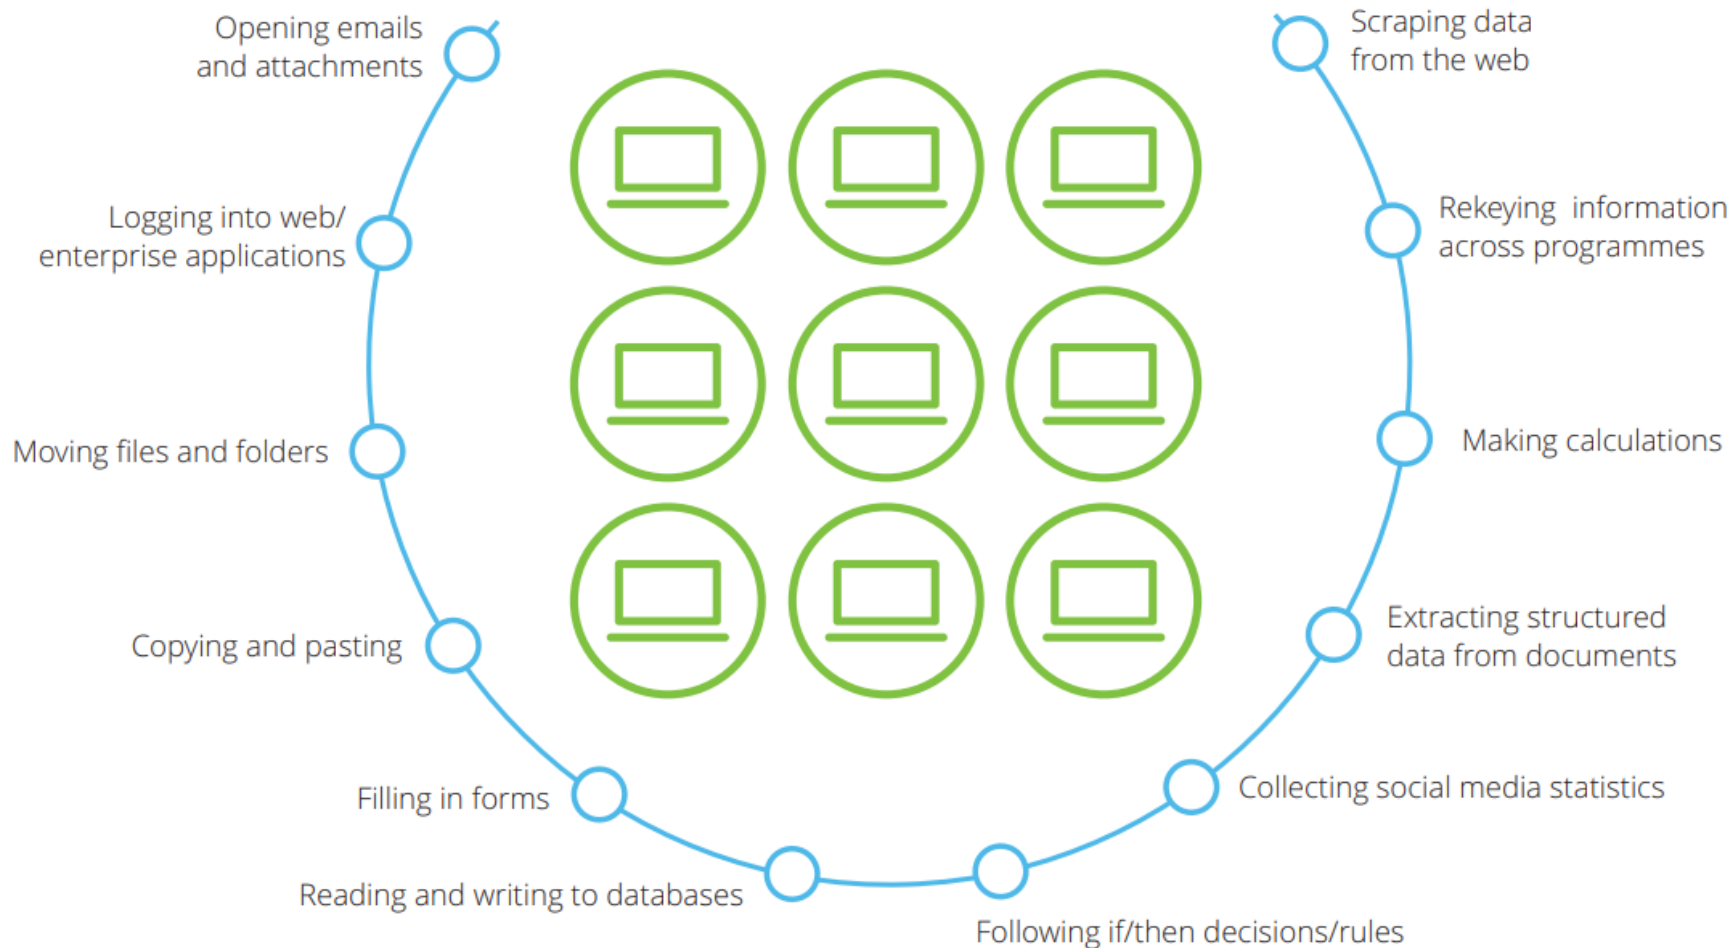 Opening emails
and attachments
Logging into web/
enterprise applications
Moving files and folders
Copying and pasting
Filling in forms
Reading and writing to databases
Following if/then decisions/rules
Collecting social media statistics
Extracting structured
data from documents
Making calculations
Rekeying information
across programmes
Scraping data
from the web